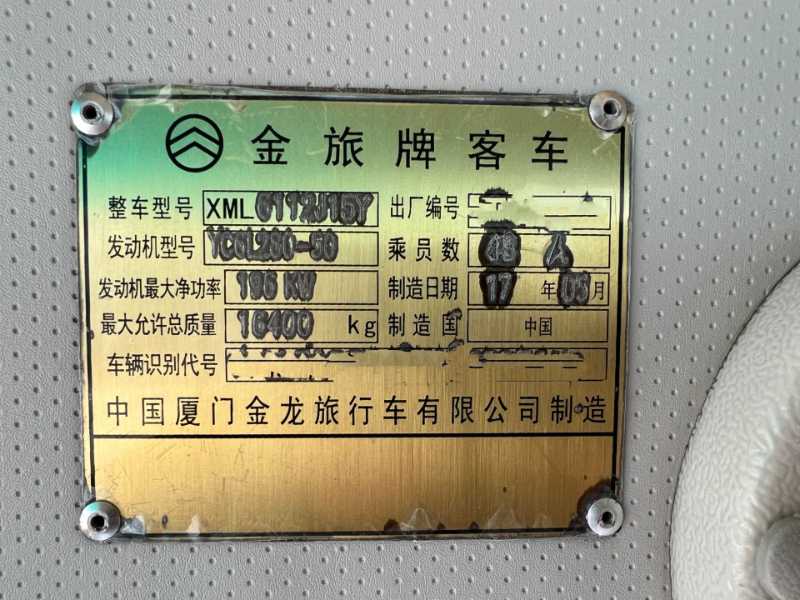 金旅牌客车
整车型号 XML6112J15Y 出厂编号
发动机型号 YC6L260-50 乘员数 48 人
发动机最大净功率 196 KW 制造日期 17 年 05 月
最大允许总质量 16400 kg 制造国 中国
车辆识别代号
中国厦门金龙旅行车有限公司制造